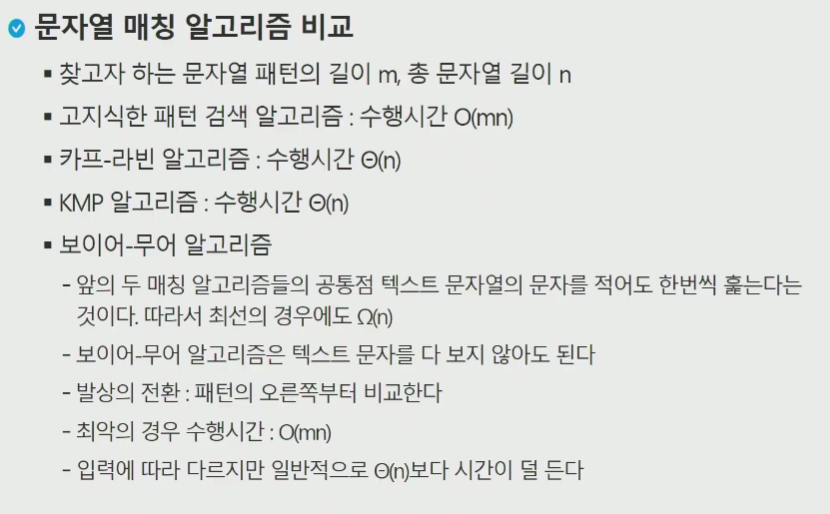 문자열 매칭 알고리즘 비교
▪ 찾고자 하는 문자열 패턴의 길이 m, 총 문자열 길이 n
▪ 고지식한 패턴 검색 알고리즘 : 수행시간 O(mn)
▪ 카프-라빈 알고리즘 : 수행시간 Θ(n)
▪ KMP 알고리즘 : 수행시간 Θ(n)
▪ 보이어-무어 알고리즘
- 앞의 두 매칭 알고리즘들의 공통점 텍스트 문자열의 문자를 적어도 한번씩 훑는다는
것이다. 따라서 최선의 경우에도 Ω(n)
- 보이어-무어 알고리즘은 텍스트 문자를 다 보지 않아도 된다
- 발상의 전환 : 패턴의 오른쪽부터 비교한다
- 최악의 경우 수행시간 : O(mn)
- 입력에 따라 다르지만 일반적으로 Θ(n)보다 시간이 덜 든다